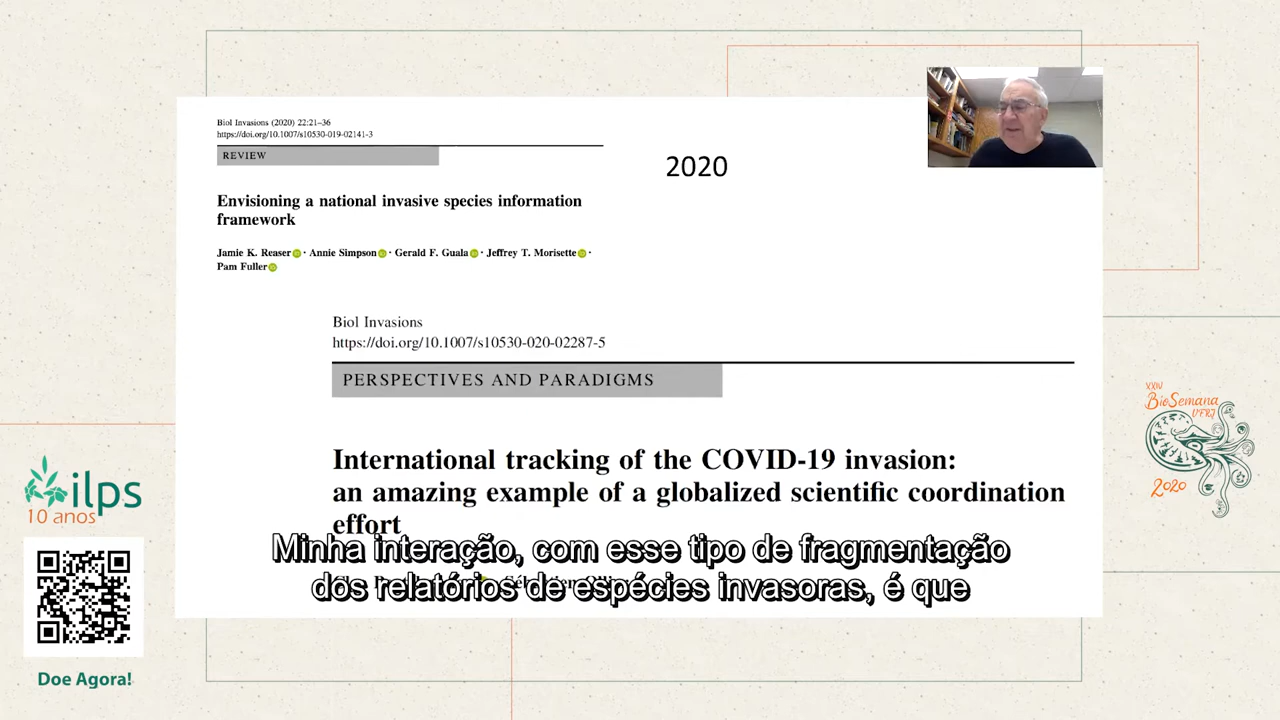 Biol Invasions (2020) 22:21–36
https://doi.org/10.1007/s10530-019-02141-3
REVIEW
2020
Envisioning a national invasive species information
framework
Jamie K. Reaser · Annie Simpson · Gerald F. Guala · Jeffrey T. Morisette ·
Pam Fuller
Biol Invasions
https://doi.org/10.1007/s10530-020-02287-5
PERSPECTIVES AND PARADIGMS
International tracking of the COVID-19 invasion:
an amazing example of a globalized scientific coordination
effort
Minha interação, com esse tipo de fragmentação
dos relatórios de espécies invasoras, é que
XXIV
BioSemana
UFRJ
2020
ilps
10 anos
Doe Agora!